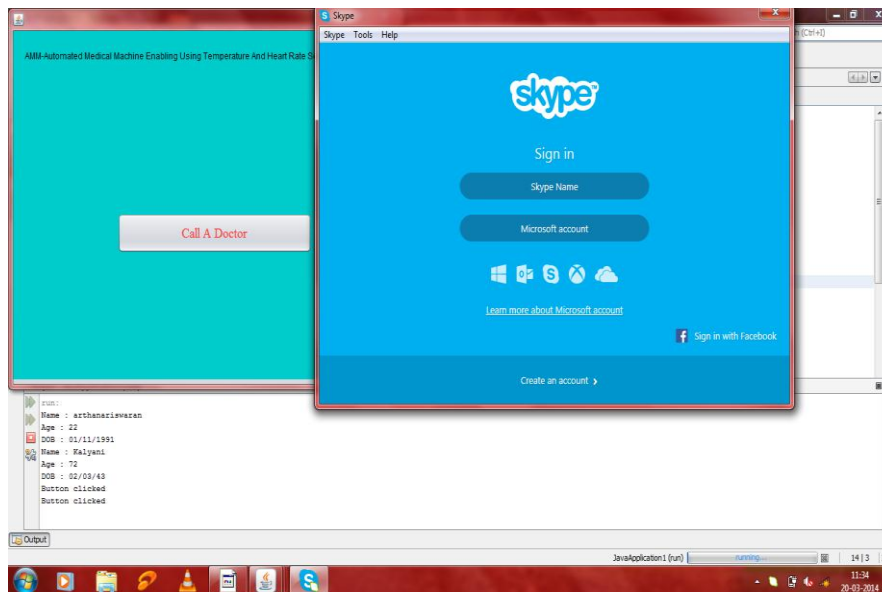 Skype
Skype Tools Help
(Ctrl+I)
AMM-Automated Medical Machine Enabling Using Temperature And Heart Rate
skype
Sign in
Skype Name
Call A Doctor
Microsoft account
Learn more about Microsoft account
Sign in with Facebook
Create an account
run:
Name : arthanariswaran
Age : 22
DOB : 01/11/1991
Name : Kalyani
Age : 72
DOB : 02/03/43
Button clicked
Button clicked
Output
JavaApplication1 (run) running... 14|3
11:34
20-03-2014